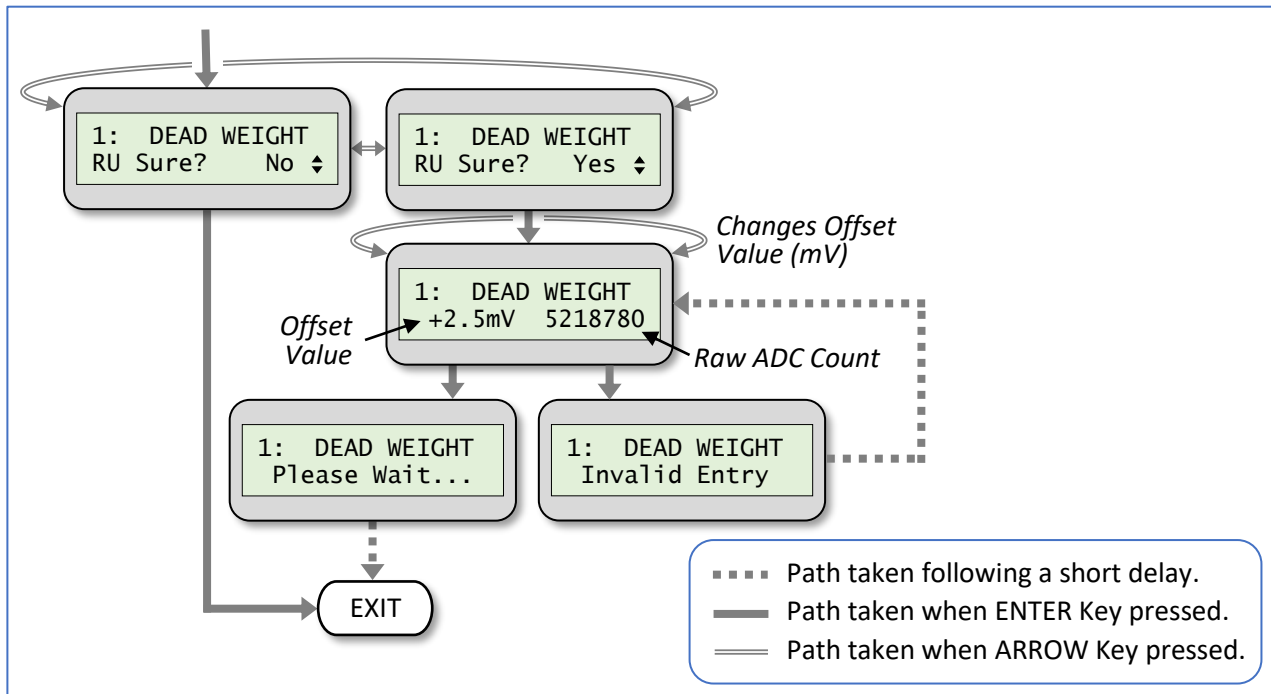 1:  DEAD WEIGHT
RU Sure?    No ⬍
1:  DEAD WEIGHT
RU Sure?   Yes ⬍
Changes Offset
Value (mV)
1:  DEAD WEIGHT
+2.5mV  5218780
Offset
Value
Raw ADC Count
1:  DEAD WEIGHT
Please Wait...
1:  DEAD WEIGHT
Invalid Entry
EXIT
Path taken following a short delay.
Path taken when ENTER Key pressed.
Path taken when ARROW Key pressed.